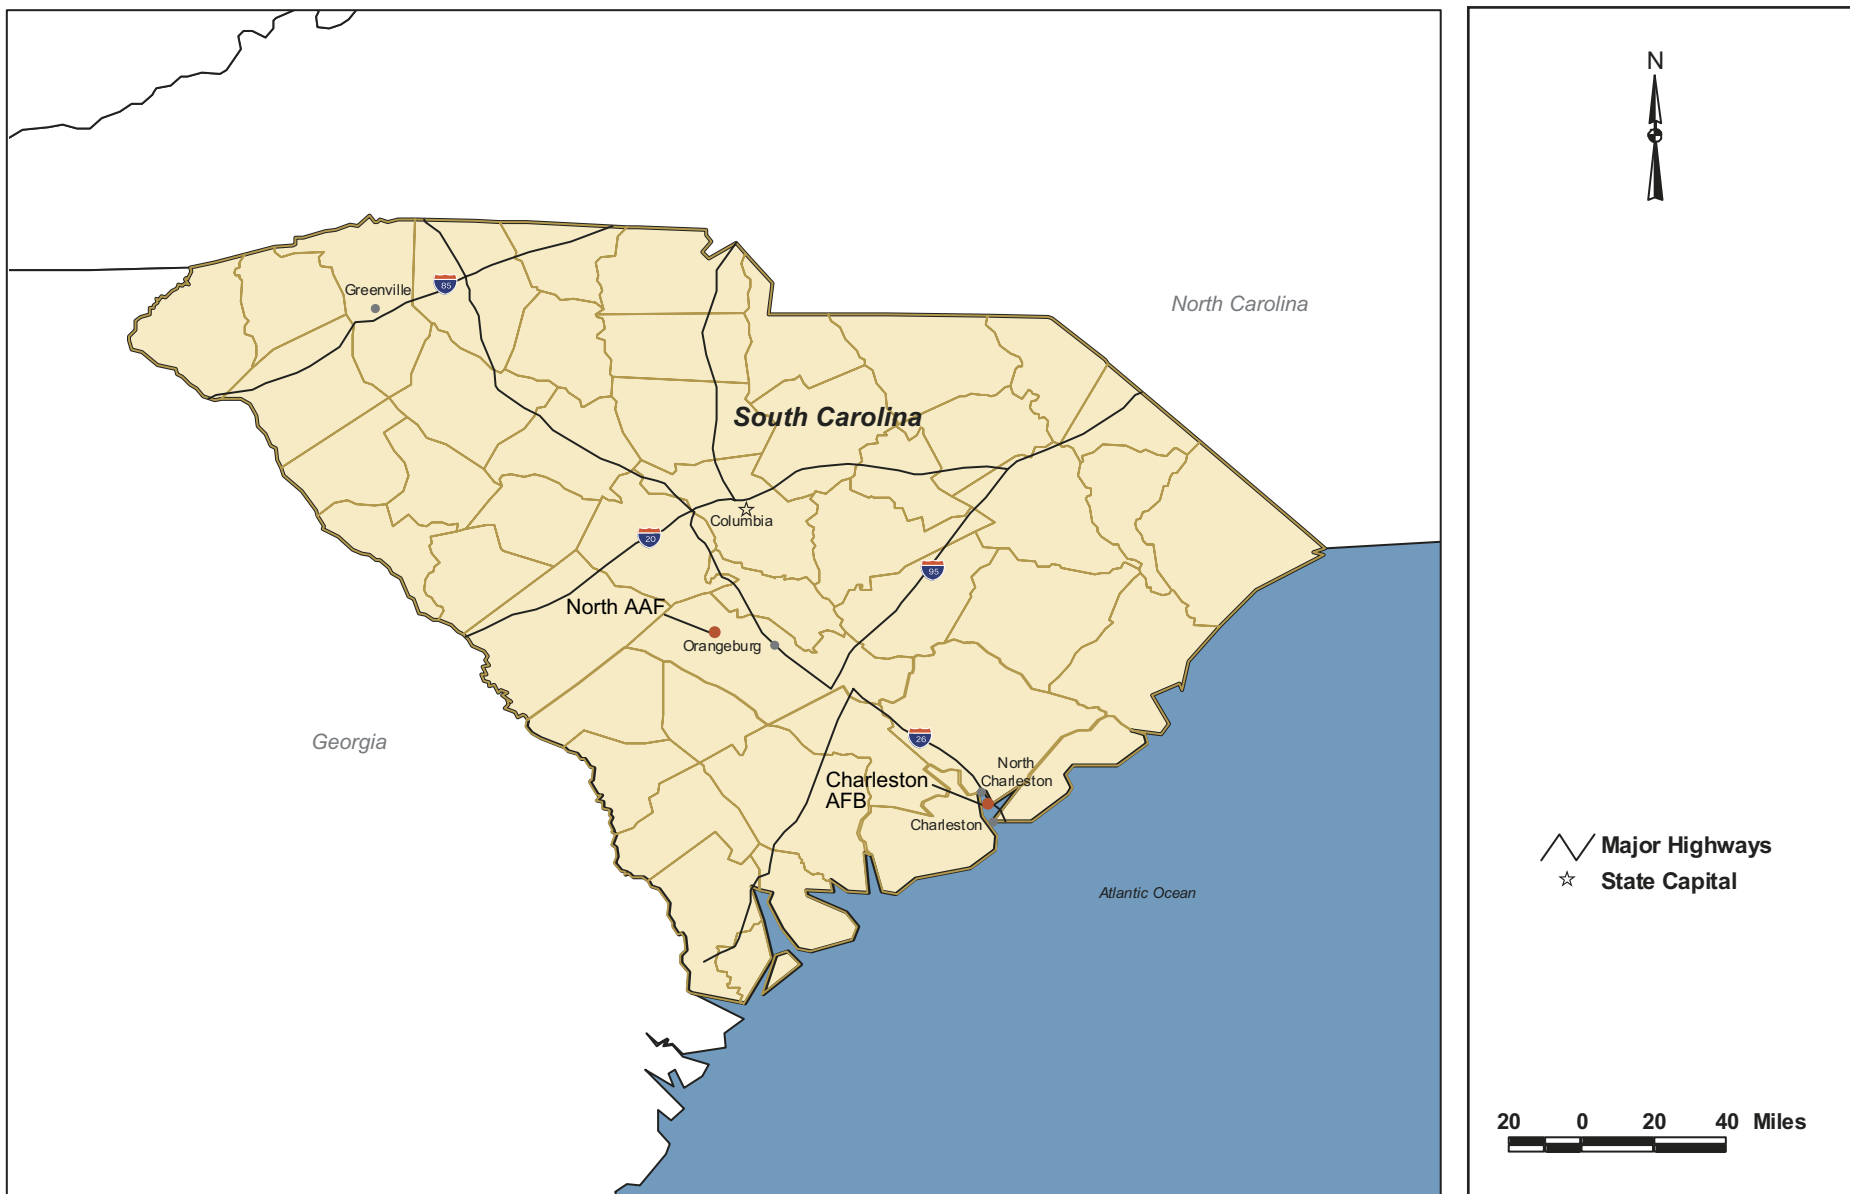 N
Greenville
85
North Carolina
South Carolina
Columbia
20
95
North AAF
Orangeburg
Georgia
26
North
Charleston
Charleston
AFB
Charleston
Atlantic Ocean
Major Highways
State Capital
20 0 20 40 Miles